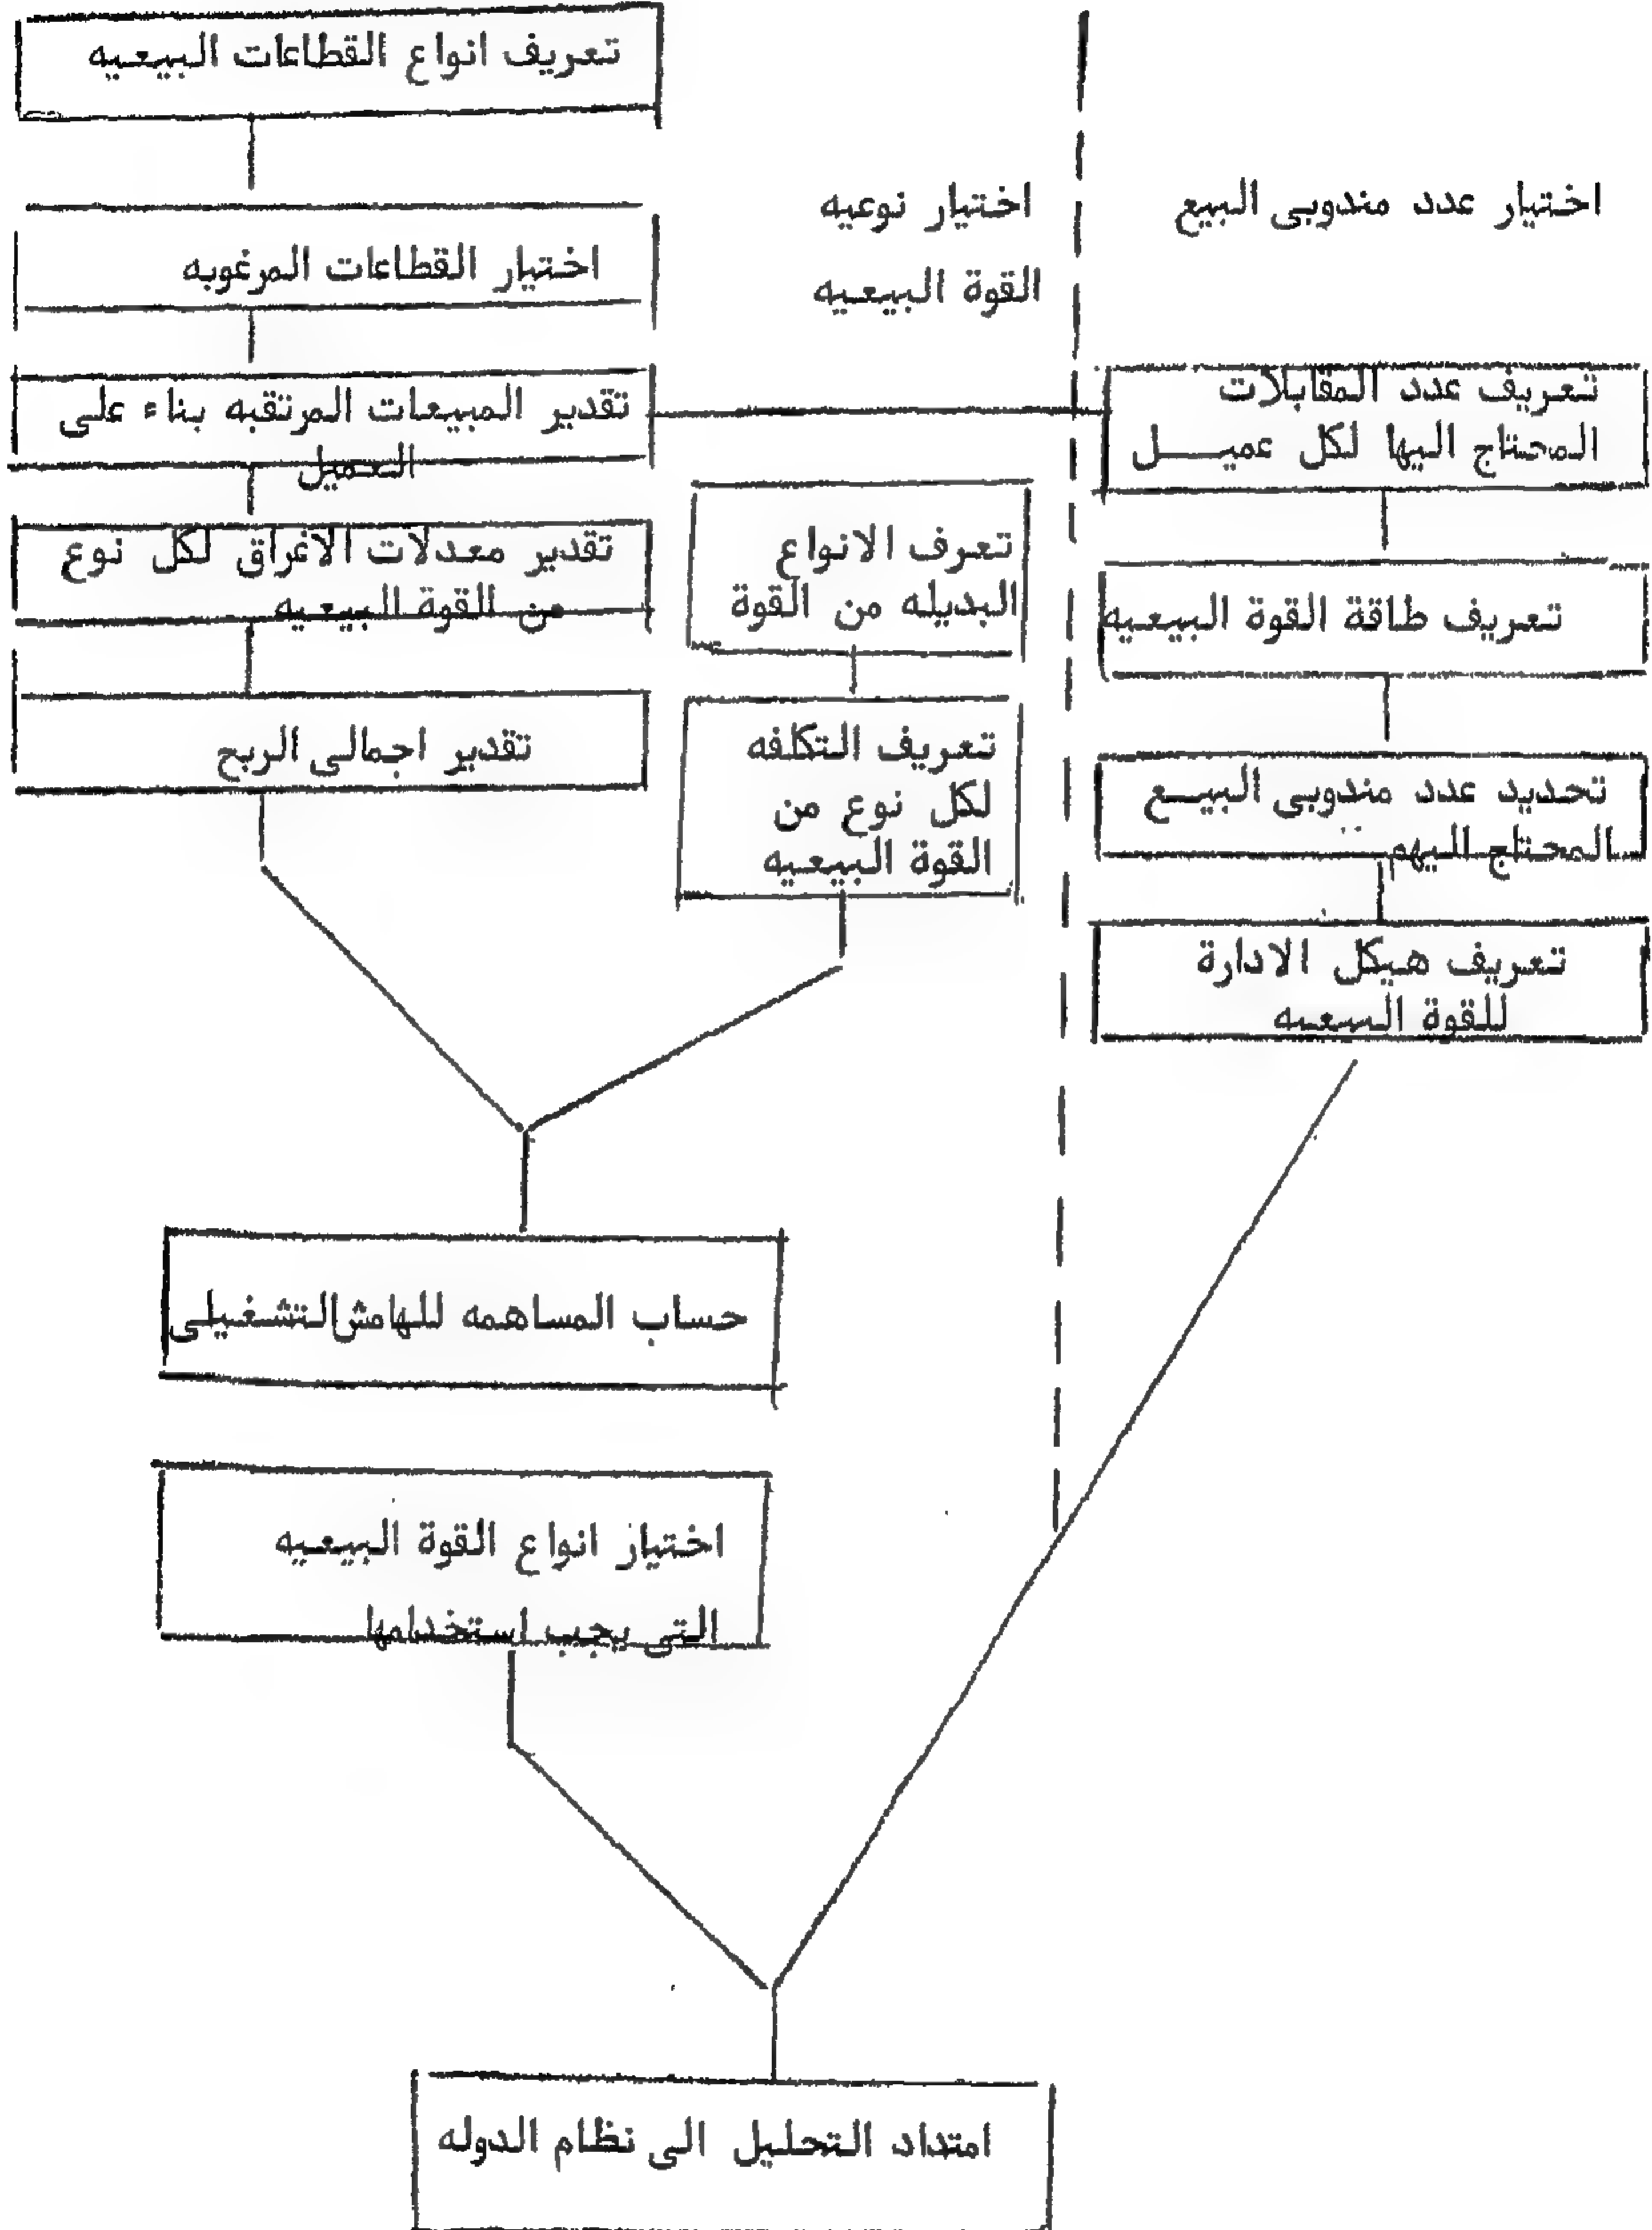 اختيار عدد مندوبى البيع
تعريف عدد المقابلات
المحتاج اليها لكل عميــــل
تعريف طاقة القوة البيعيه
تحديد عدد مندوبى البيــع
المحتاج اليهم
تعريف هيكل الادارة
للقوة البيعيه
اختيار نوعيه
القوة البيعيه
تعرف الانواع
البديله من القوة
تعريف التكلفه
لكل نوع من
القوة البيعيه
تعريف انواع القطاعات البيعيه
اختيار القطاعات المرغوبه
تقدير المبيعات المرتقبه بناء على
العميل
تقدير معدلات الاغراق لكل نوع
من القوة البيعيه
تقدير اجمالى الربح
حساب المساهمه للهامش التشغيلى
اختيار انواع القوة البيعيه
التى يجب استخدامها
امتداد التحليل الى نظام الدوله